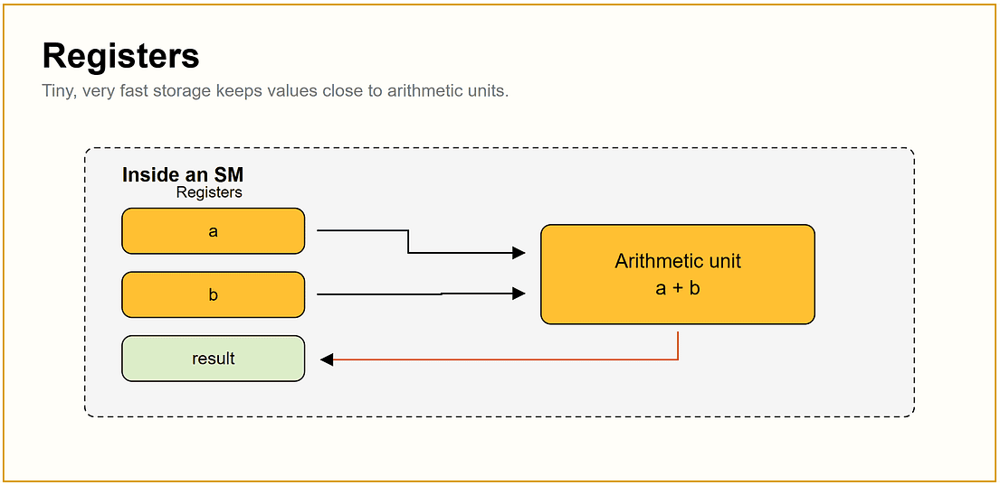 Registers
Tiny, very fast storage keeps values close to arithmetic units.
Inside an SM
Registers
a
b
result
Arithmetic unit
a + b